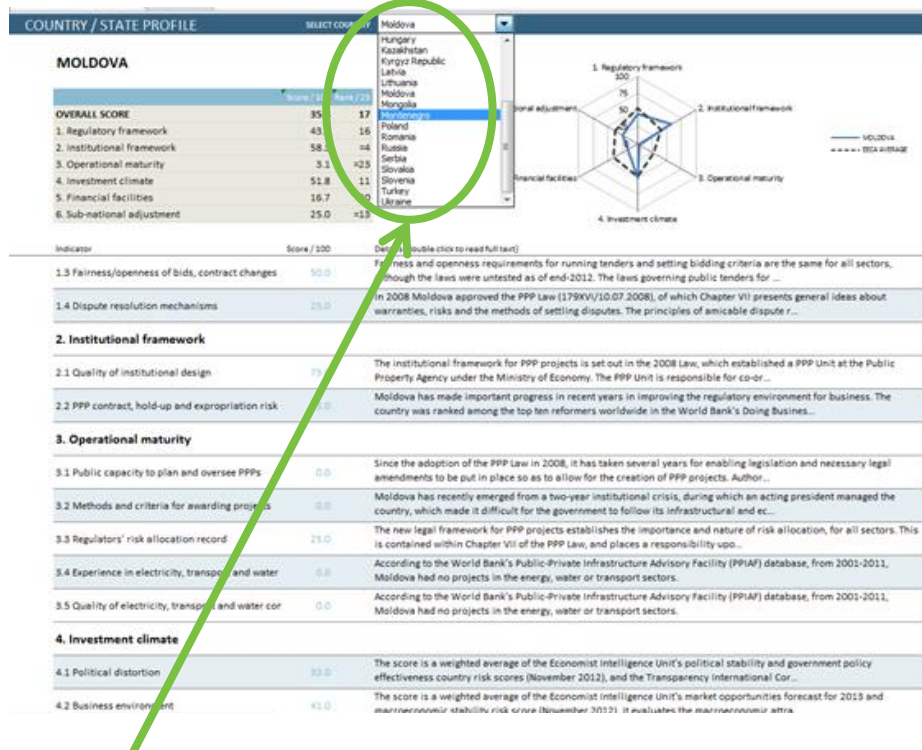 COUNTRY / STATE PROFILE SELECT COUNTRY Moldova
MOLDOVA
Hungary
Kazakhstan
Kyrgyz Republic
Latvia
Lithuania
Moldova
Mongolia
Montenegro
Poland
Romania
Russia
Serbia
Slovakia
Slovenia
Turkey
Ukraine
OVERALL SCORE 35 17
1. Regulatory framework 43. 16
2. Institutional framework 58. =4
3. Operational maturity 3.1 =23
4. Investment climate 51.8 11
5. Financial facilities 16.7
6. Sub-national adjustment 25.0 =13
1. Regulatory framework
100
75
50
2. Institutional framework
3. Operational maturity
4. Investment climate
Financial facilities
onal adjustment
MOLDOVA
EECA AVERAGE
Indicator Score / 100 (double click to read full text)
1.3 Fairness/openness of bids, contract changes 50.0 Fairness and openness requirements for running tenders and setting bidding criteria are the same for all sectors,
although the laws were untested as of end-2012. The laws governing public tenders for ...
1.4 Dispute resolution mechanisms 25.0 In 2008 Moldova approved the PPP Law (179XVI/10.07.2008), of which Chapter VII presents general ideas about
warranties, risks and the methods of settling disputes. The principles of amicable dispute r...
2. Institutional framework
2.1 Quality of institutional design The institutional framework for PPP projects is set out in the 2008 Law, which established a PPP Unit at the Public
Property Agency under the Ministry of Economy. The PPP Unit is responsible for co-or...
2.2 PPP contract, hold-up and expropriation risk Moldova has made important progress in recent years in improving the regulatory environment for business. The
country was ranked among the top ten reformers worldwide in the World Bank's Doing Busines...
3. Operational maturity
3.1 Public capacity to plan and oversee PPPs 0.0 Since the adoption of the PPP Law in 2008, it has taken several years for enabling legislation and necessary legal
amendments to be put in place so as to allow for the creation of PPP projects. Author...
3.2 Methods and criteria for awarding projects 0.0 Moldova has recently emerged from a two-year institutional crisis, during which an acting president managed the
country, which made it difficult for the government to follow its infrastructural and ec...
3.3 Regulators' risk allocation record 25.0 The new legal framework for PPP projects establishes the importance and nature of risk allocation, for all sectors. This
is contained within Chapter VII of the PPP Law, and places a responsibility upo...
3.4 Experience in electricity, transport and water 0.0 According to the World Bank's Public-Private Infrastructure Advisory Facility (PPIAF) database, from 2001-2011,
Moldova had no projects in the energy, water or transport sectors.
3.5 Quality of electricity, transport and water cor 0.0 According to the World Bank's Public-Private Infrastructure Advisory Facility (PPIAF) database, from 2001-2011,
Moldova had no projects in the energy, water or transport sectors.
4. Investment climate
4.1 Political distortion The score is a weighted average of the Economist Intelligence Unit's political stability and government policy
effectiveness country risk scores (November 2012), and the Transparency International Cor...
4.2 Business environment The score is a weighted average of the Economist Intelligence Unit's market opportunities forecast for 2013 and
macroeconomic stability risk score (November 2012). It evaluates the macroeconomic attra